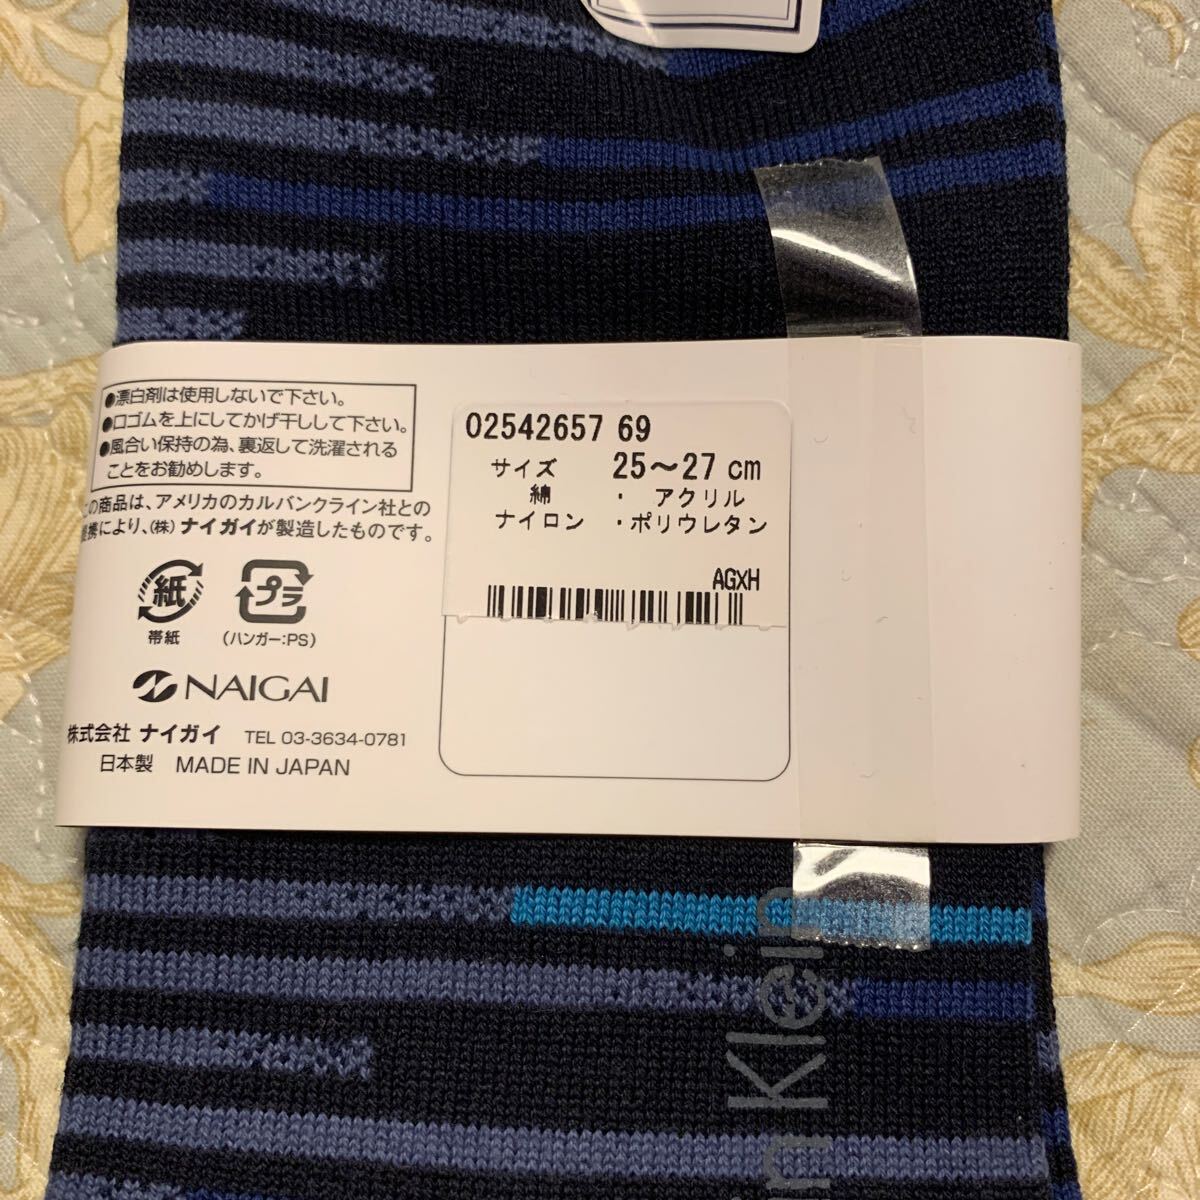 ●漂白剤は使用しないで下さい。
●口ゴムを上にしてかげ干しして下さい。
●風合い保持の為、裏返して洗濯される
ことをお勧めします。
の商品は、アメリカのカルバンクライン社との
携により、(株)ナイガイが製造したものです。
紙
帯紙
プラ
(ハンガー:PS)
NAIGAI
株式会社 ナイガイ TEL 03-3634-0781
日本製 MADE IN JAPAN
02542657 69
サイズ 25～27 cm
綿 ・ アクリル
ナイロン ・ポリウレタン
AGXH
in Klein